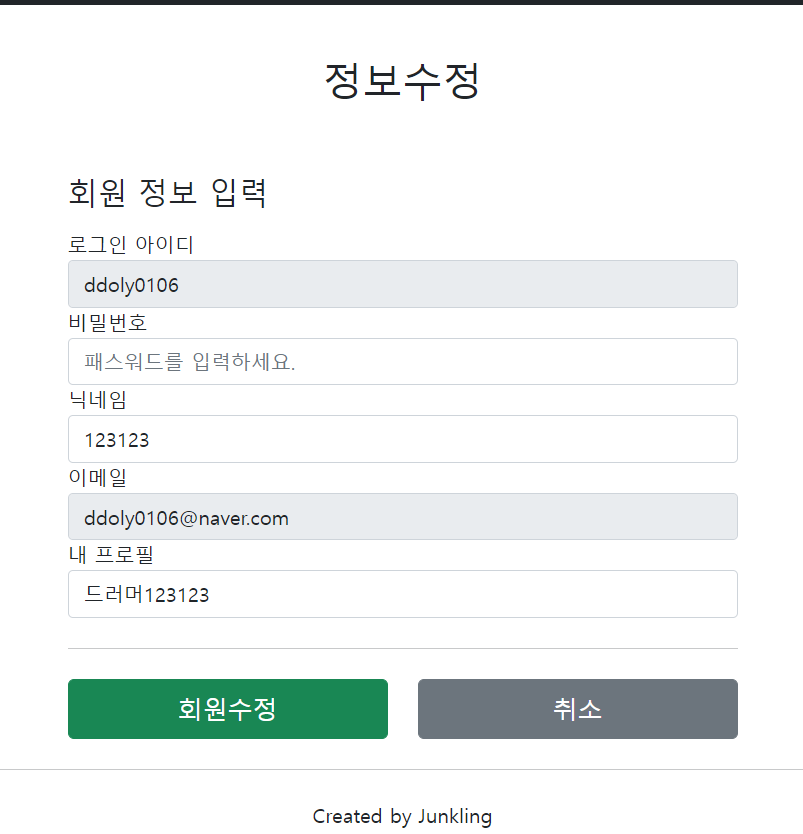 정보수정
회원 정보 입력
로그인 아이디
ddoly0106
비밀번호
패스워드를 입력하세요.
닉네임
123123
이메일
ddoly0106@naver.com
내 프로필
드러머123123
회원수정 취소
Created by Junkling